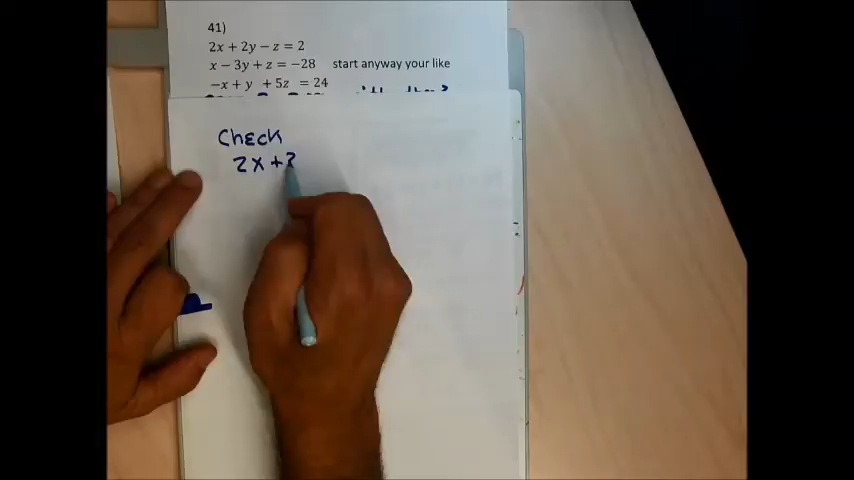 41)
2x + 2y − z = 2
x − 3y + z = −28 start anyway your like
−x + y + 5z = 24
Check
2x + 2